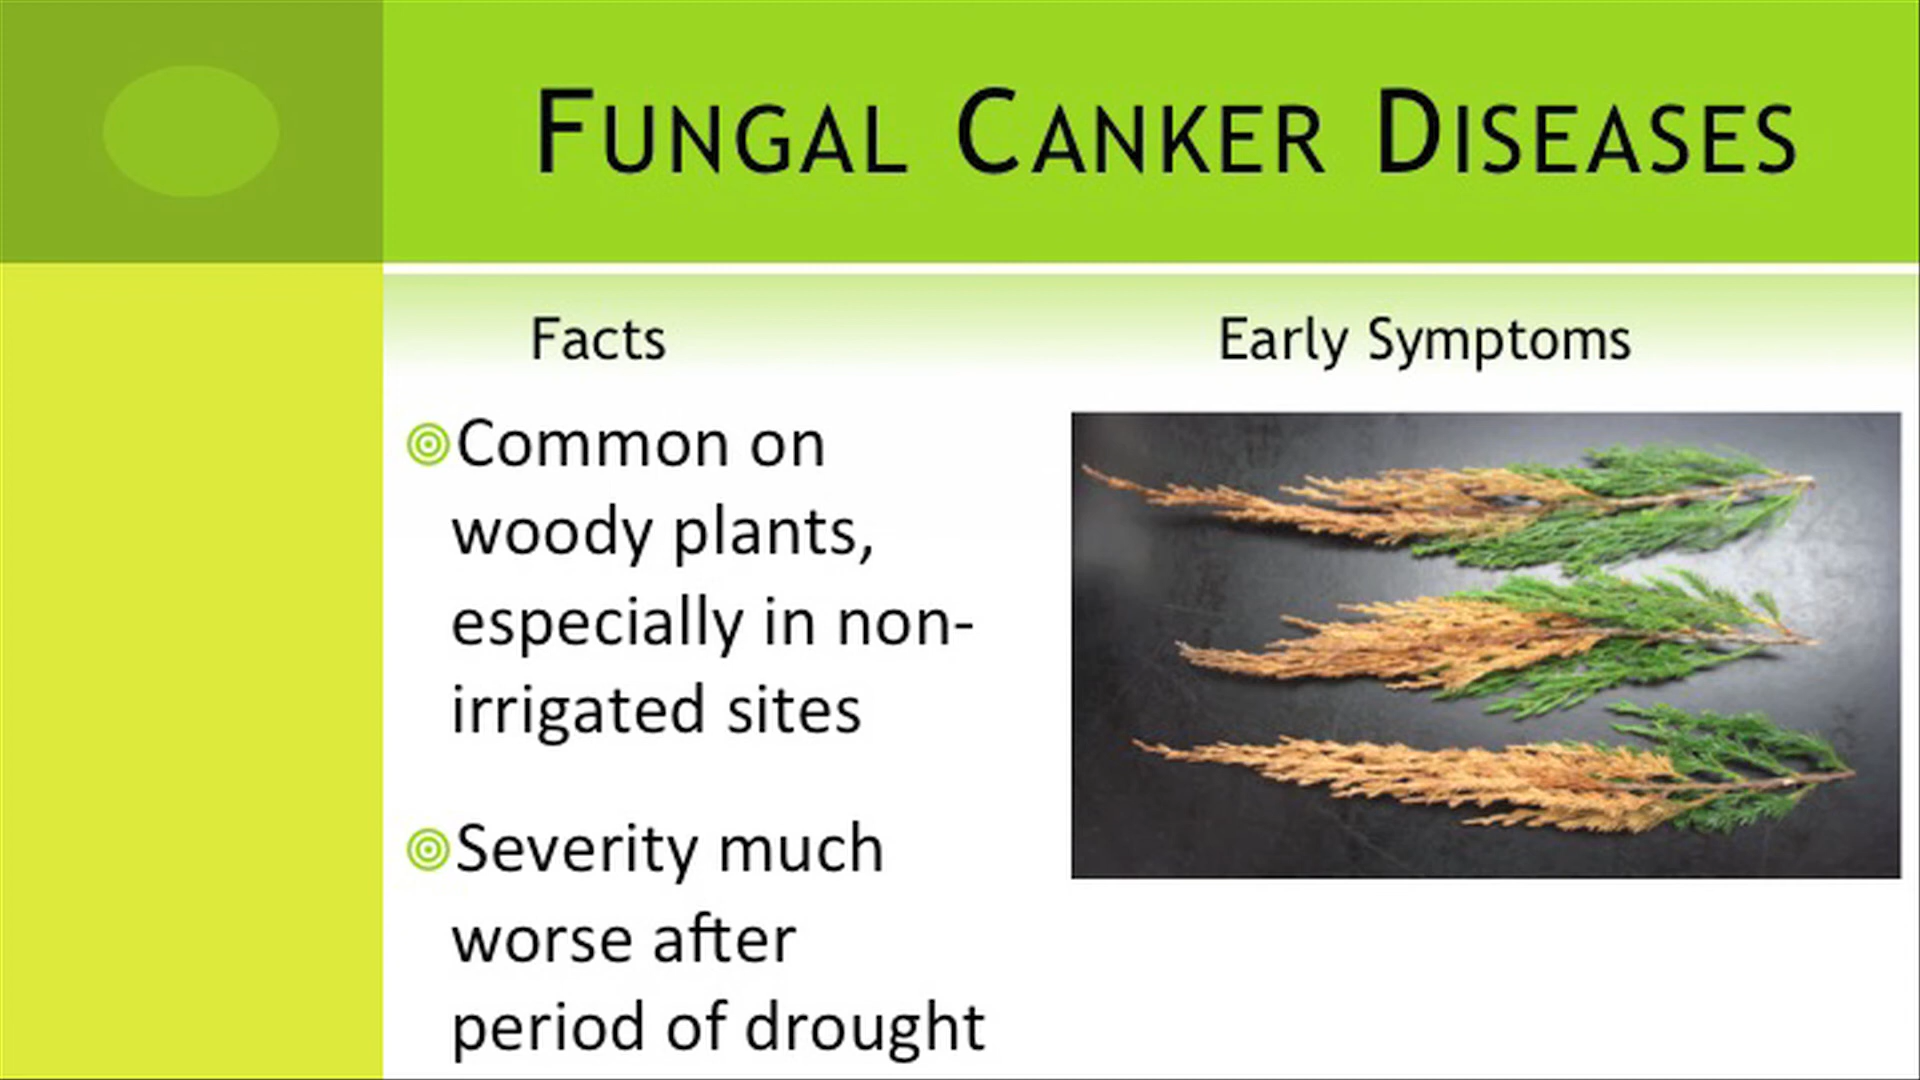 Fungal Canker Diseases
Facts
Early Symptoms
Common on
woody plants,
especially in non-
irrigated sites
Severity much
worse after
period of drought